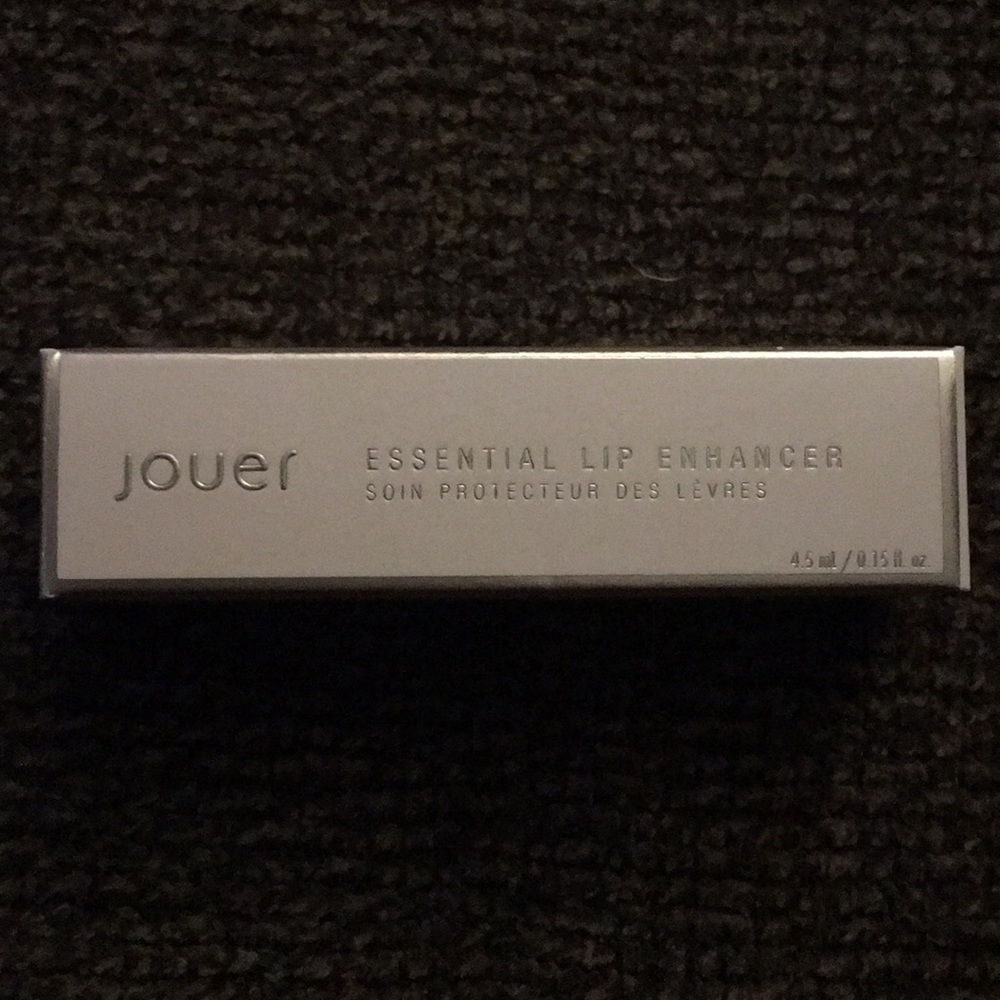 jouer
ESSENTIAL LIP ENHANCER
SOIN PROTECTEUR DES LÈVRES
4.5 ml / 0.15 fl. oz.